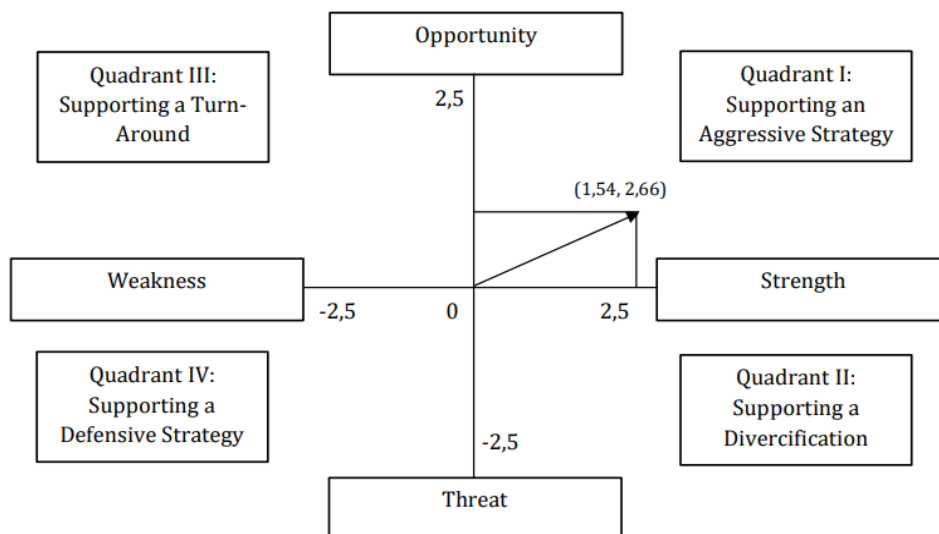 Opportunity
Quadrant III:
Supporting a Turn-
Around
2,5
Quadrant I:
Supporting an
Aggressive Strategy
(1,54, 2,66)
Weakness
Strength
-2,5
0
2,5
Quadrant IV:
Supporting a
Defensive Strategy
Quadrant II:
Supporting a
Divercification
-2,5
Threat